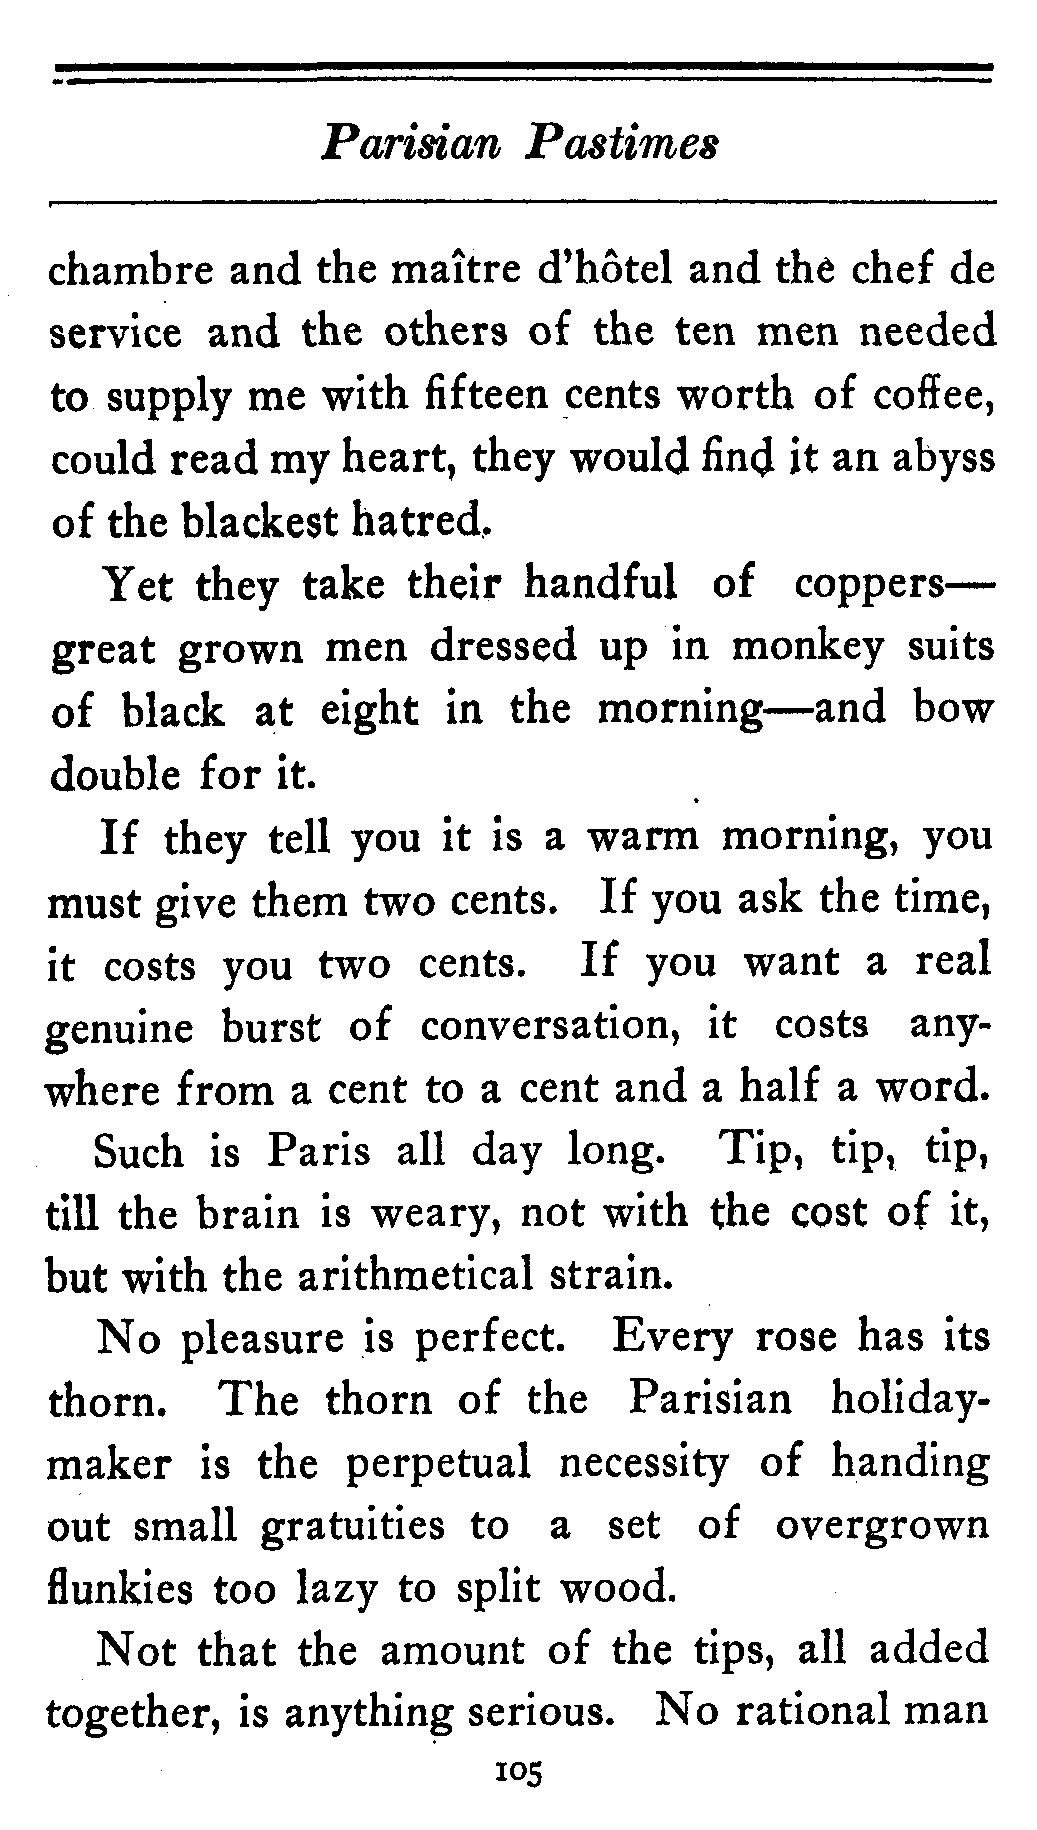 Parisian Pastimes
chambre and the maître d'hôtel and the chef de
service and the others of the ten men needed
to supply me with fifteen cents worth of coffee,
could read my heart, they would find it an abyss
of the blackest hatred.
Yet they take their handful of coppers—
great grown men dressed up in monkey suits
of black at eight in the morning—and bow
double for it.
If they tell you it is a warm morning, you
must give them two cents. If you ask the time,
it costs you two cents. If you want a real
genuine burst of conversation, it costs any-
where from a cent to a cent and a half a word.
Such is Paris all day long. Tip, tip, tip,
till the brain is weary, not with the cost of it,
but with the arithmetical strain.
No pleasure is perfect. Every rose has its
thorn. The thorn of the Parisian holiday-
maker is the perpetual necessity of handing
out small gratuities to a set of overgrown
flunkies too lazy to split wood.
Not that the amount of the tips, all added
together, is anything serious. No rational man
105